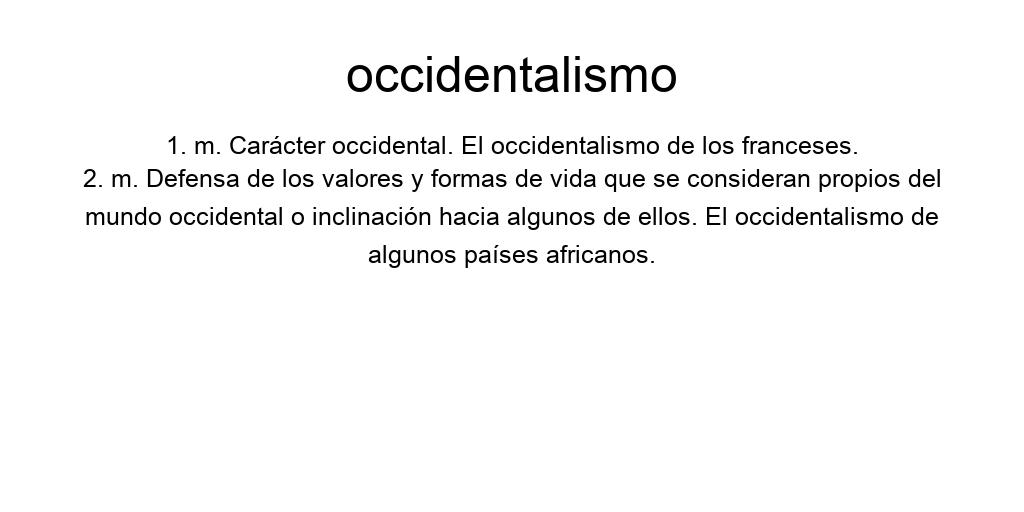 occidentalismo
1. m. Carácter occidental. El occidentalismo de los franceses.
2. m. Defensa de los valores y formas de vida que se consideran propios del
mundo occidental o inclinación hacia algunos de ellos. El occidentalismo de
algunos países africanos.